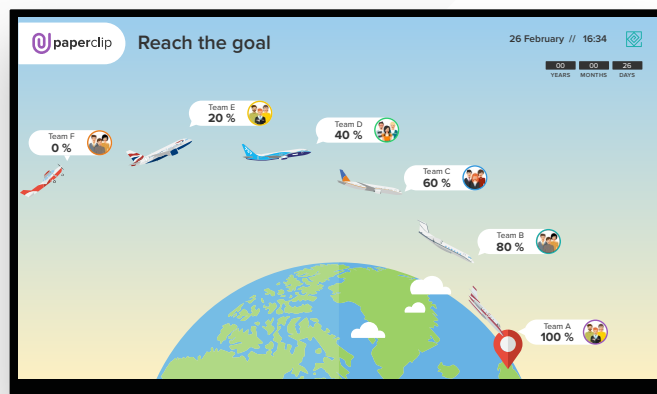 paperclip
Reach the goal
26 February // 16:34
00 00 26
YEARS MONTHS DAYS
Team E
20 %
Team D
40 %
Team F
0 %
Team C
60 %
Team B
80 %
Team A
100 %